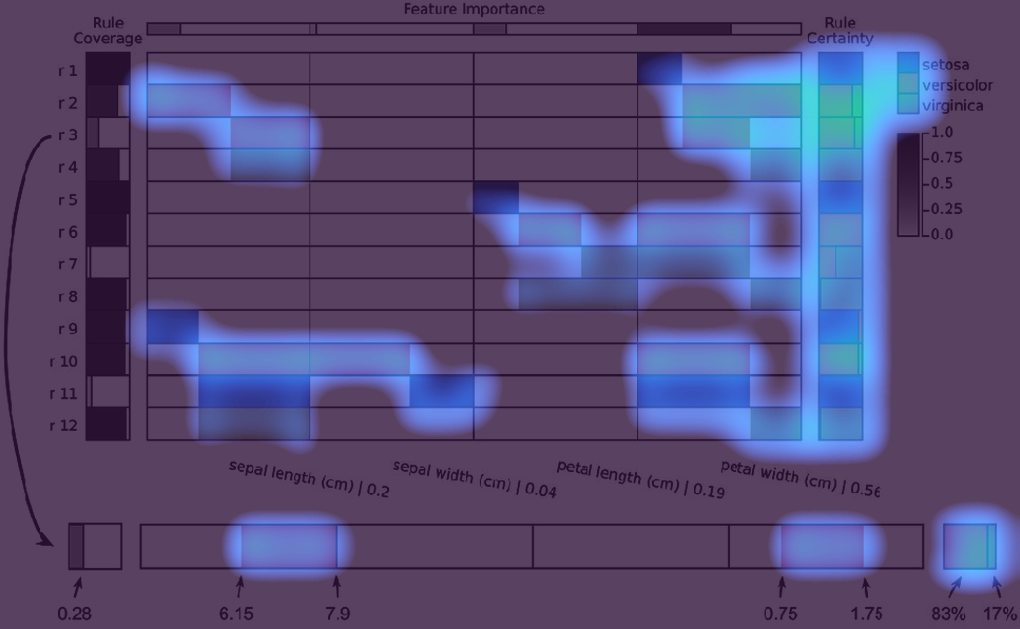 Feature Importance
Rule
Coverage
Rule
Certainty
r 1
r 2
r 3
r 4
r 5
r 6
r 7
r 8
r 9
r 10
r 11
r 12
setosa
versicolor
virginica
1.0
0.75
0.5
0.25
0.0
sepal length (cm) | 0.2
sepal width (cm) | 0.04
petal length (cm) | 0.19
petal width (cm) | 0.56
0.28
6.15
7.9
0.75
1.75
83%
17%